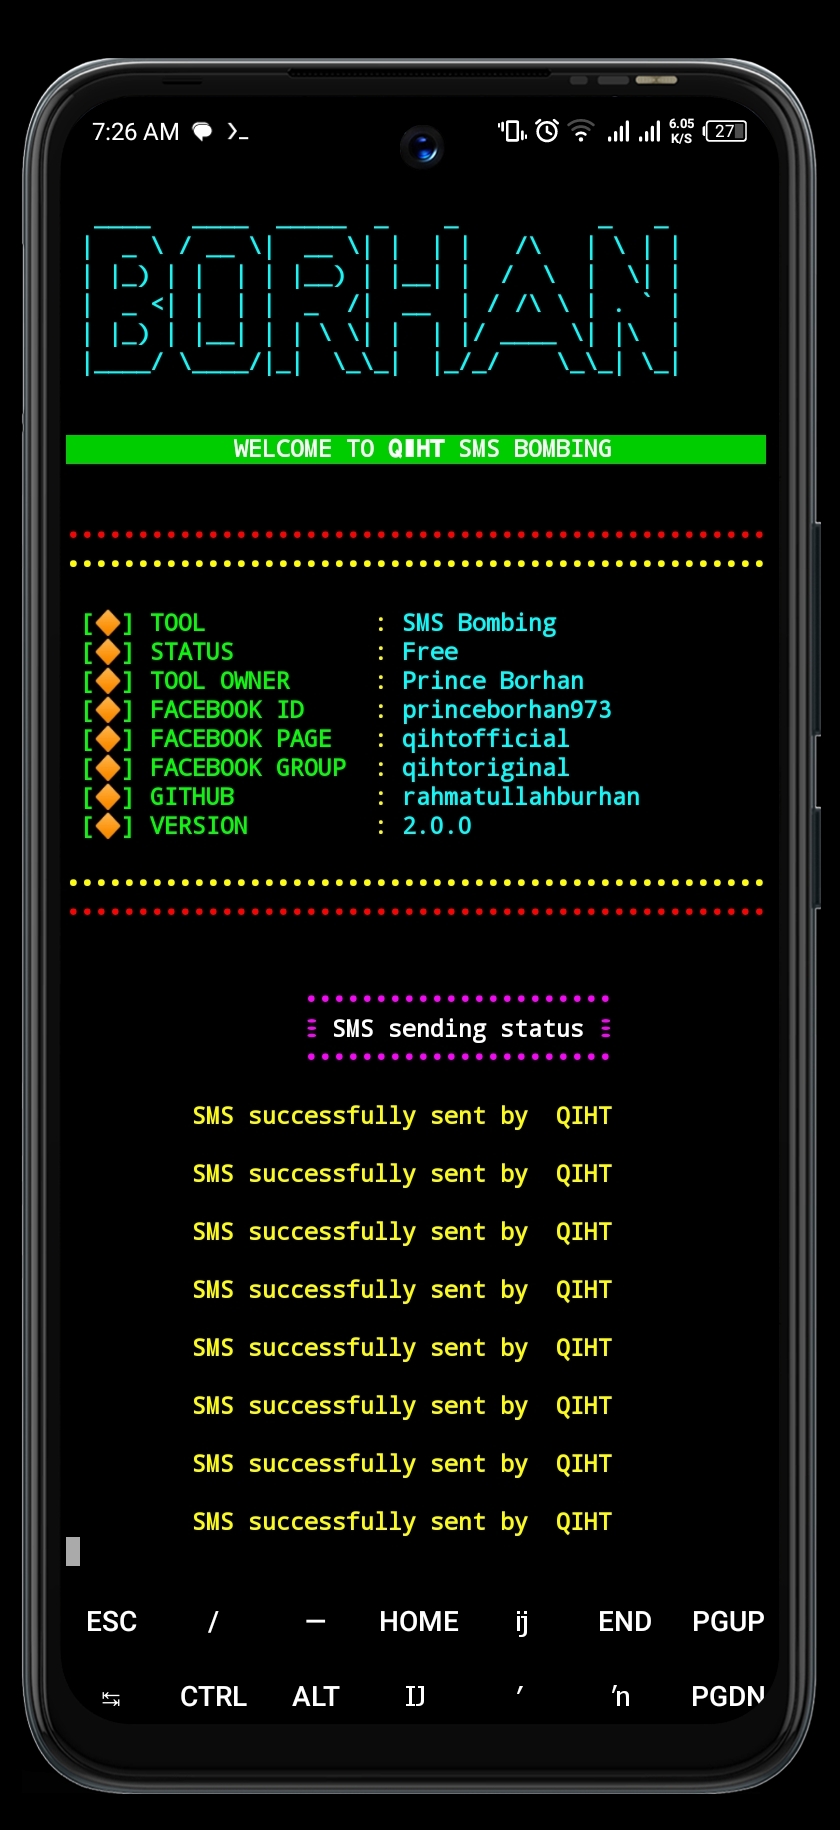 7:26 AM 6.05 K/S 27
BORHAN
WELCOME TO QIHT SMS BOMBING
[🔶] TOOL : SMS Bombing
[🔶] STATUS : Free
[🔶] TOOL OWNER : Prince Borhan
[🔶] FACEBOOK ID : princeborhan973
[🔶] FACEBOOK PAGE : qihtofficial
[🔶] FACEBOOK GROUP : qihtoriginal
[🔶] GITHUB : rahmatullahburhan
[🔶] VERSION : 2.0.0
SMS sending status
SMS successfully sent by QIHT
SMS successfully sent by QIHT
SMS successfully sent by QIHT
SMS successfully sent by QIHT
SMS successfully sent by QIHT
SMS successfully sent by QIHT
SMS successfully sent by QIHT
SMS successfully sent by QIHT
ESC / — HOME ij END PGUP
↹ CTRL ALT IJ ′ ŉ PGDN